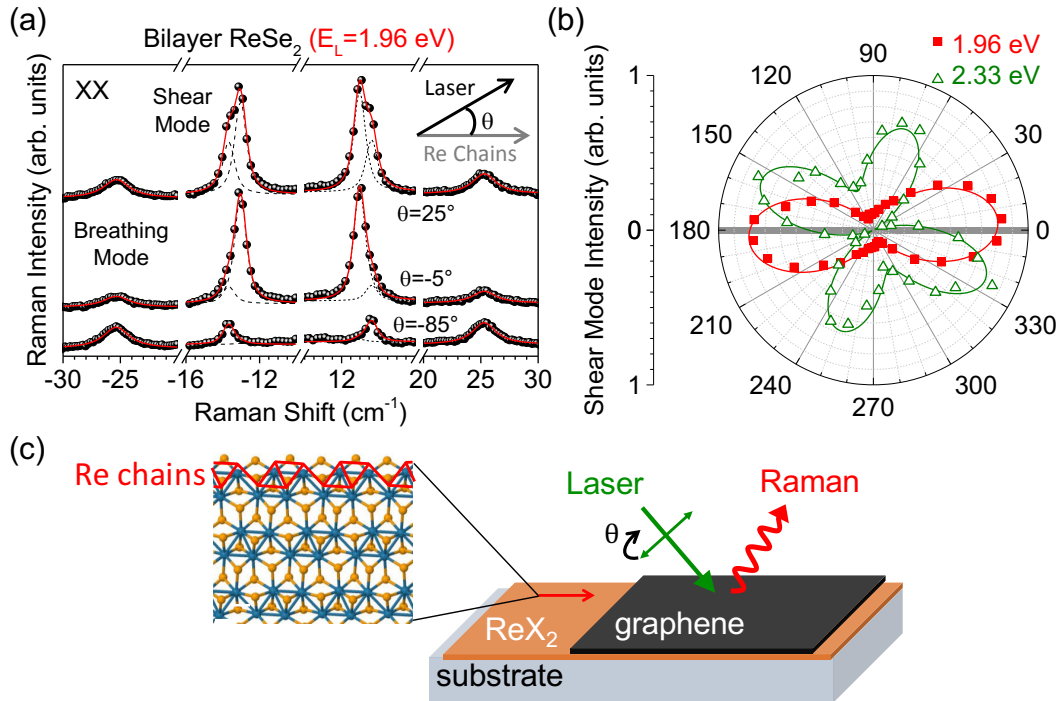 (a)
Bilayer ReSe₂ (E_L=1.96 eV)
XX
Shear
Mode
Laser
θ
Re Chains
θ=25°
Breathing
Mode
θ=-5°
θ=-85°
Raman Intensity (arb. units)
-30 -25 -16 -12 12 20 25 30
Raman Shift (cm⁻¹)
(b)
1.96 eV
2.33 eV
Shear Mode Intensity (arb. units)
1
0
1
90
120
30
150
180
0
210
330
240
300
270
(c)
Re chains
Laser
Raman
θ
ReX₂
graphene
substrate